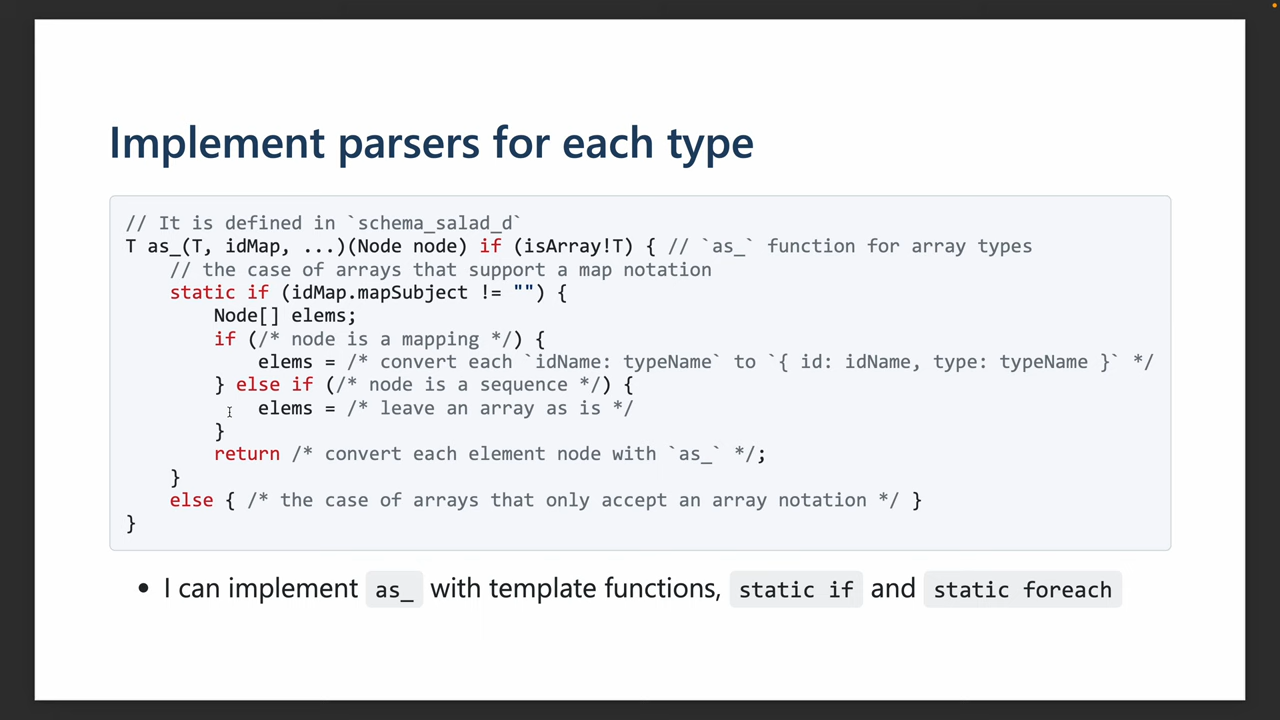 Implement parsers for each type
// It is defined in `schema_salad_d`
T as_(T, idMap, ...)(Node node) if (isArray!T) { // `as_` function for array types
    // the case of arrays that support a map notation
    static if (idMap.mapSubject != "") {
        Node[] elems;
        if (/* node is a mapping */) {
            elems = /* convert each `idName: typeName` to `{ id: idName, type: typeName }` */
        } else if (/* node is a sequence */) {
            elems = /* leave an array as is */
        }
        return /* convert each element node with `as_` */;
    }
    else { /* the case of arrays that only accept an array notation */ }
}
• I can implement as_ with template functions, static if and static foreach